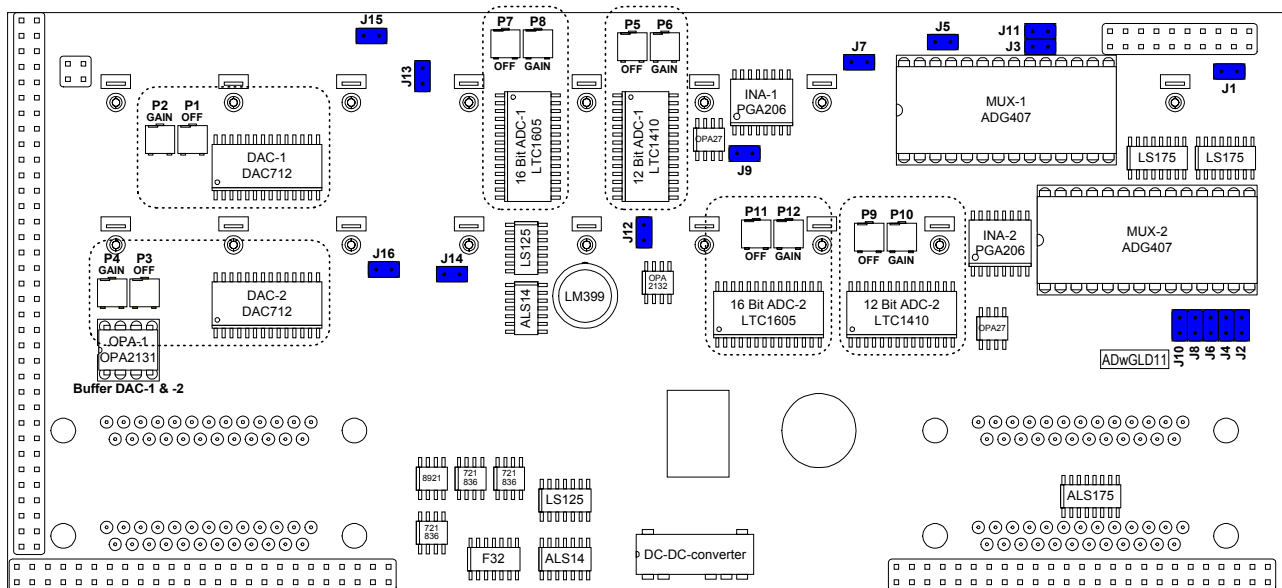 J15
P7 P8
OFF GAIN
16 Bit ADC-1
LTC1605
P5 P6
OFF GAIN
12 Bit ADC-1
LTC1410
J13
J7
J5
J11
J3
J1
INA-1
PGA206
OPA27
J9
MUX-1
ADG407
LS175
LS175
P2 P1
GAIN OFF
DAC-1
DAC712
P4 P3
GAIN OFF
DAC-2
DAC712
OPA-1
OPA2131
Buffer DAC-1 & -2
J16
J14
LS125
ALS14
LM399
J12
OPA
2132
P11 P12
OFF GAIN
16 Bit ADC-2
LTC1605
P9 P10
OFF GAIN
12 Bit ADC-2
LTC1410
INA-2
PGA206
OPA27
MUX-2
ADG407
ADwGLD11
J10
J8
J6
J4
J2
8921
721
836
721
836
721
836
LS125
F32
ALS14
DC-DC-converter
ALS175